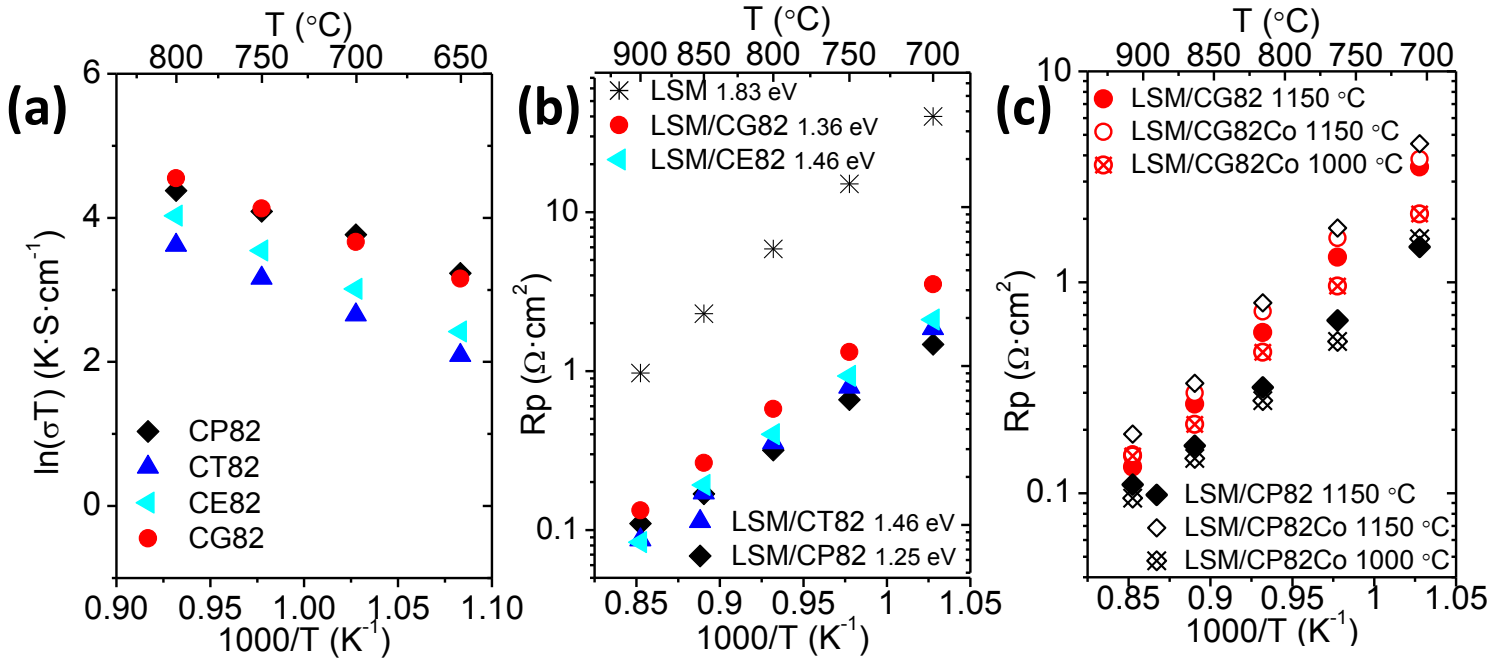 (a)
T (°C)
800 750 700 650
6
4
2
0
ln(σT) (K·S·cm⁻¹)
CP82
CT82
CE82
CG82
0.90 0.95 1.00 1.05 1.10
1000/T (K⁻¹)
(b)
T (°C)
900 850 800 750 700
LSM 1.83 eV
LSM/CG82 1.36 eV
LSM/CE82 1.46 eV
10
1
0.1
Rp (Ω·cm²)
LSM/CT82 1.46 eV
LSM/CP82 1.25 eV
0.85 0.9 0.95 1 1.05
1000/T (K⁻¹)
(c)
T (°C)
900 850 800 750 700
10
1
0.1
Rp (Ω·cm²)
LSM/CG82 1150 °C
LSM/CG82Co 1150 °C
LSM/CG82Co 1000 °C
LSM/CP82 1150 °C
LSM/CP82Co 1150 °C
LSM/CP82Co 1000 °C
0.85 0.9 0.95 1 1.05
1000/T (K⁻¹)